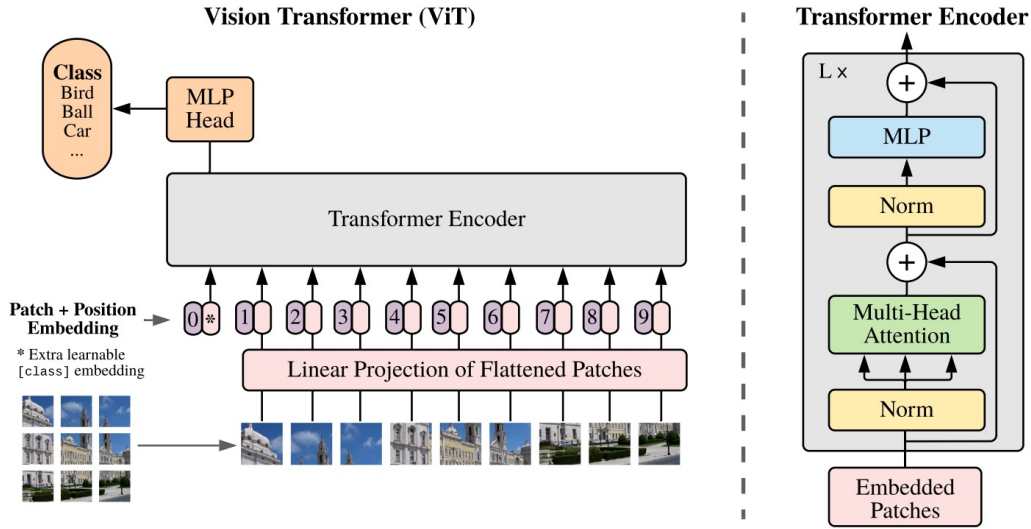 Vision Transformer (ViT)
Class
Bird
Ball
Car
...
MLP
Head
Transformer Encoder
Patch + Position
Embedding
0 * 1 2 3 4 5 6 7 8 9
* Extra learnable
[class] embedding
Linear Projection of Flattened Patches
Transformer Encoder
L ×
+
MLP
Norm
+
Multi-Head
Attention
Norm
Embedded
Patches